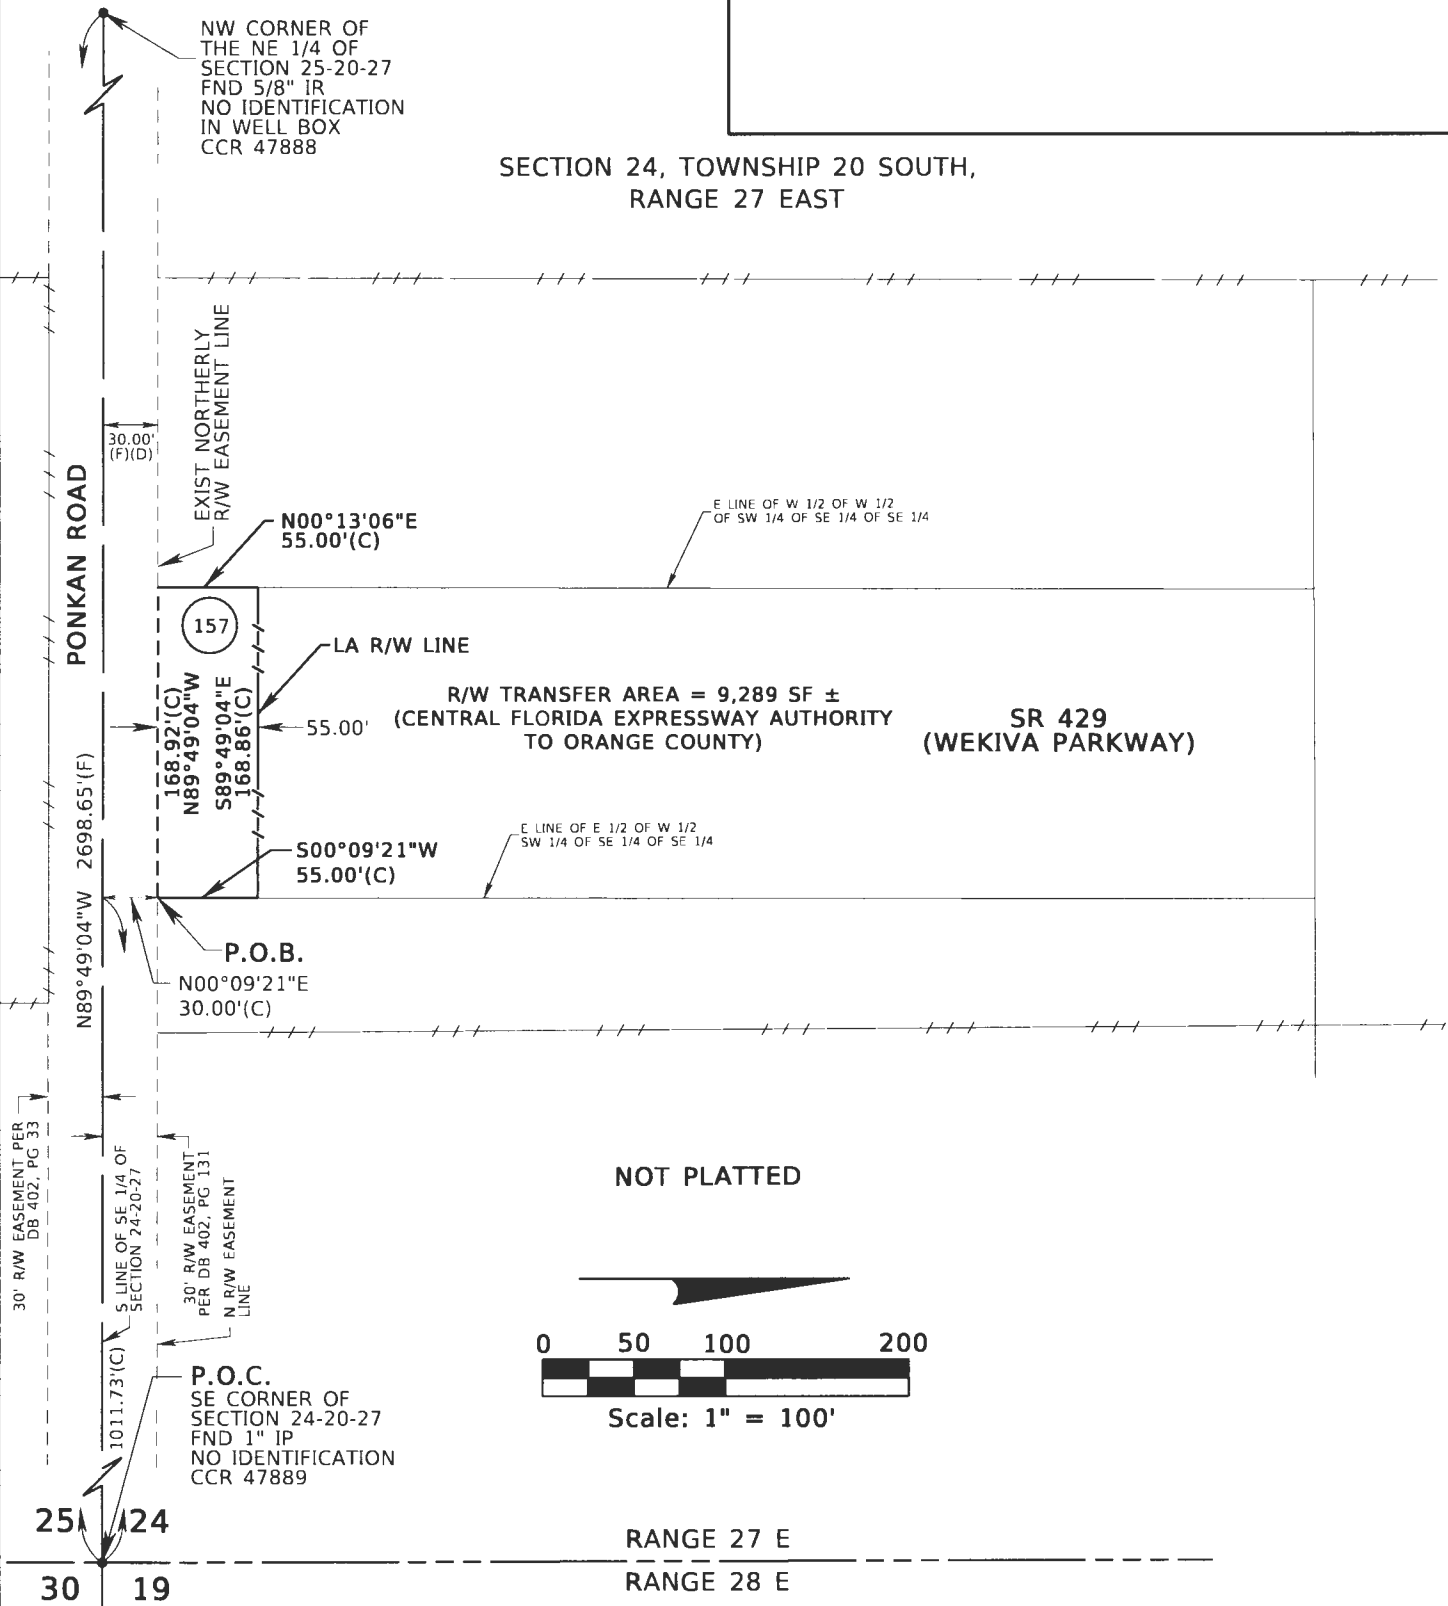 NW CORNER OF
THE NE 1/4 OF
SECTION 25-20-27
FND 5/8" IR
NO IDENTIFICATION
IN WELL BOX
CCR 47888
SECTION 24, TOWNSHIP 20 SOUTH,
RANGE 27 EAST
EXIST NORTHERLY
R/W EASEMENT LINE
30.00'
(F)(D)
PONKAN ROAD
N00°13'06"E
55.00'(C)
E LINE OF W 1/2 OF W 1/2
OF SW 1/4 OF SE 1/4 OF SE 1/4
157
LA R/W LINE
168.92'(C)
N89°49'04"W
S89°49'04"E
168.86'(C)
55.00'
R/W TRANSFER AREA = 9,289 SF ±
(CENTRAL FLORIDA EXPRESSWAY AUTHORITY
TO ORANGE COUNTY)
SR 429
(WEKIVA PARKWAY)
N89°49'04"W 2698.65'(F)
E LINE OF E 1/2 OF W 1/2
SW 1/4 OF SE 1/4 OF SE 1/4
S00°09'21"W
55.00'(C)
P.O.B.
N00°09'21"E
30.00'(C)
30' R/W EASEMENT PER
DB 402, PG 33
S LINE OF SE 1/4 OF
SECTION 24-20-27
30' R/W EASEMENT
PER DB 402, PG 131
N R/W EASEMENT
LINE
NOT PLATTED
0 50 100 200
Scale: 1" = 100'
1011.73'(C)
P.O.C.
SE CORNER OF
SECTION 24-20-27
FND 1" IP
NO IDENTIFICATION
CCR 47889
25 24
RANGE 27 E
30 19
RANGE 28 E